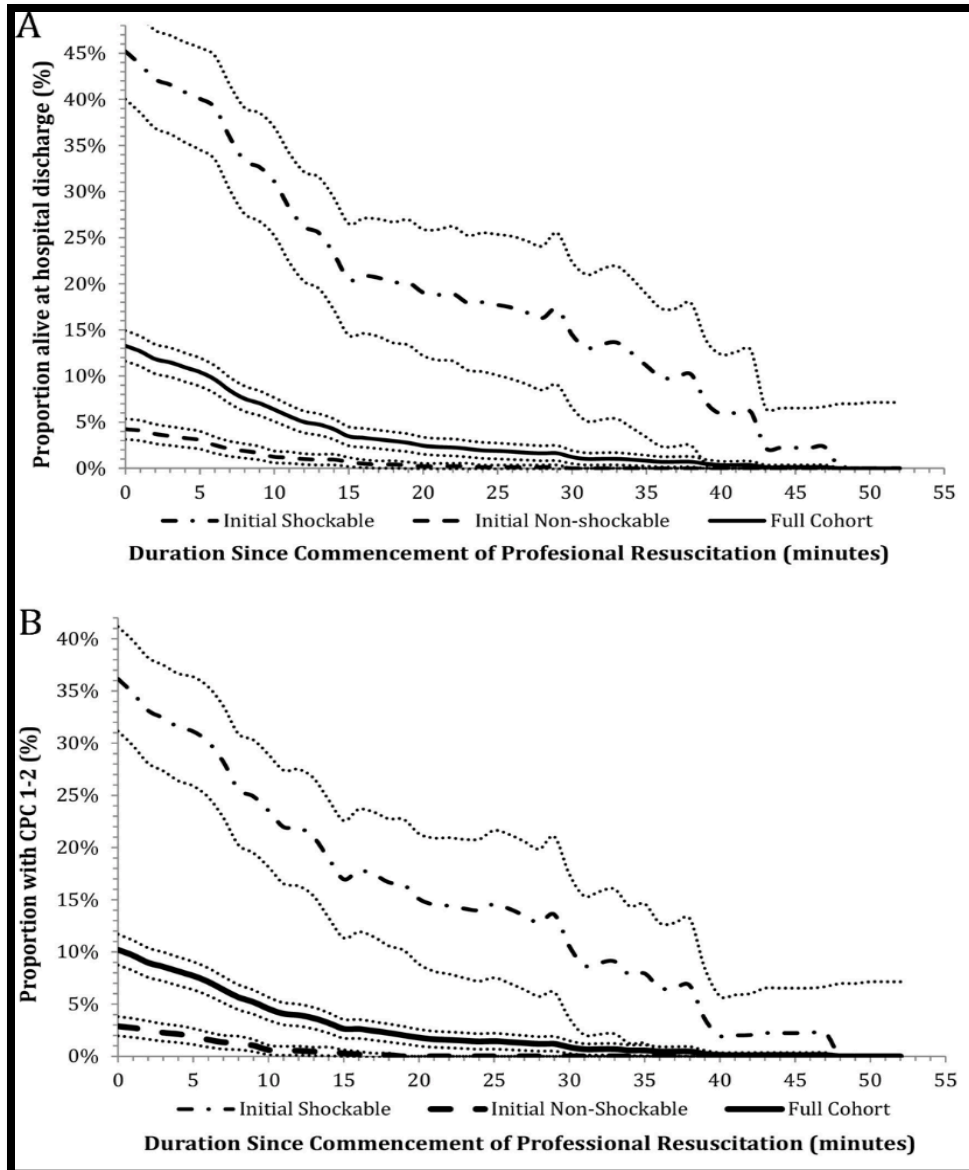 A
Proportion alive at hospital discharge (%)
45%
40%
35%
30%
25%
20%
15%
10%
5%
0%
0 5 10 15 20 25 30 35 40 45 50 55
Initial Shockable Initial Non-shockable Full Cohort
Duration Since Commencement of Profesional Resuscitation (minutes)
B
Proportion with CPC 1-2 (%)
40%
35%
30%
25%
20%
15%
10%
5%
0%
0 5 10 15 20 25 30 35 40 45 50 55
Initial Shockable Initial Non-Shockable Full Cohort
Duration Since Commencement of Professional Resuscitation (minutes)